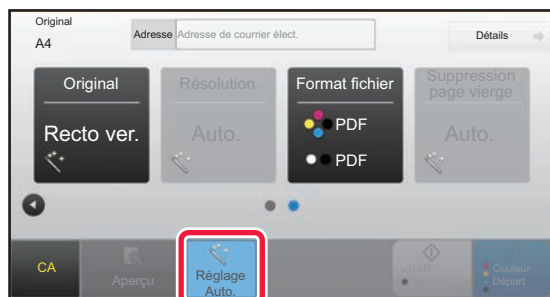 Original
A4
Adresse
Adresse de courrier élect.
Détails
Original
Recto ver.
Résolution
Auto.
Format fichier
PDF
PDF
Suppression
page vierge
Auto.
CA
Aperçu
Réglage
Auto.
N&B
Départ
Couleur
Départ